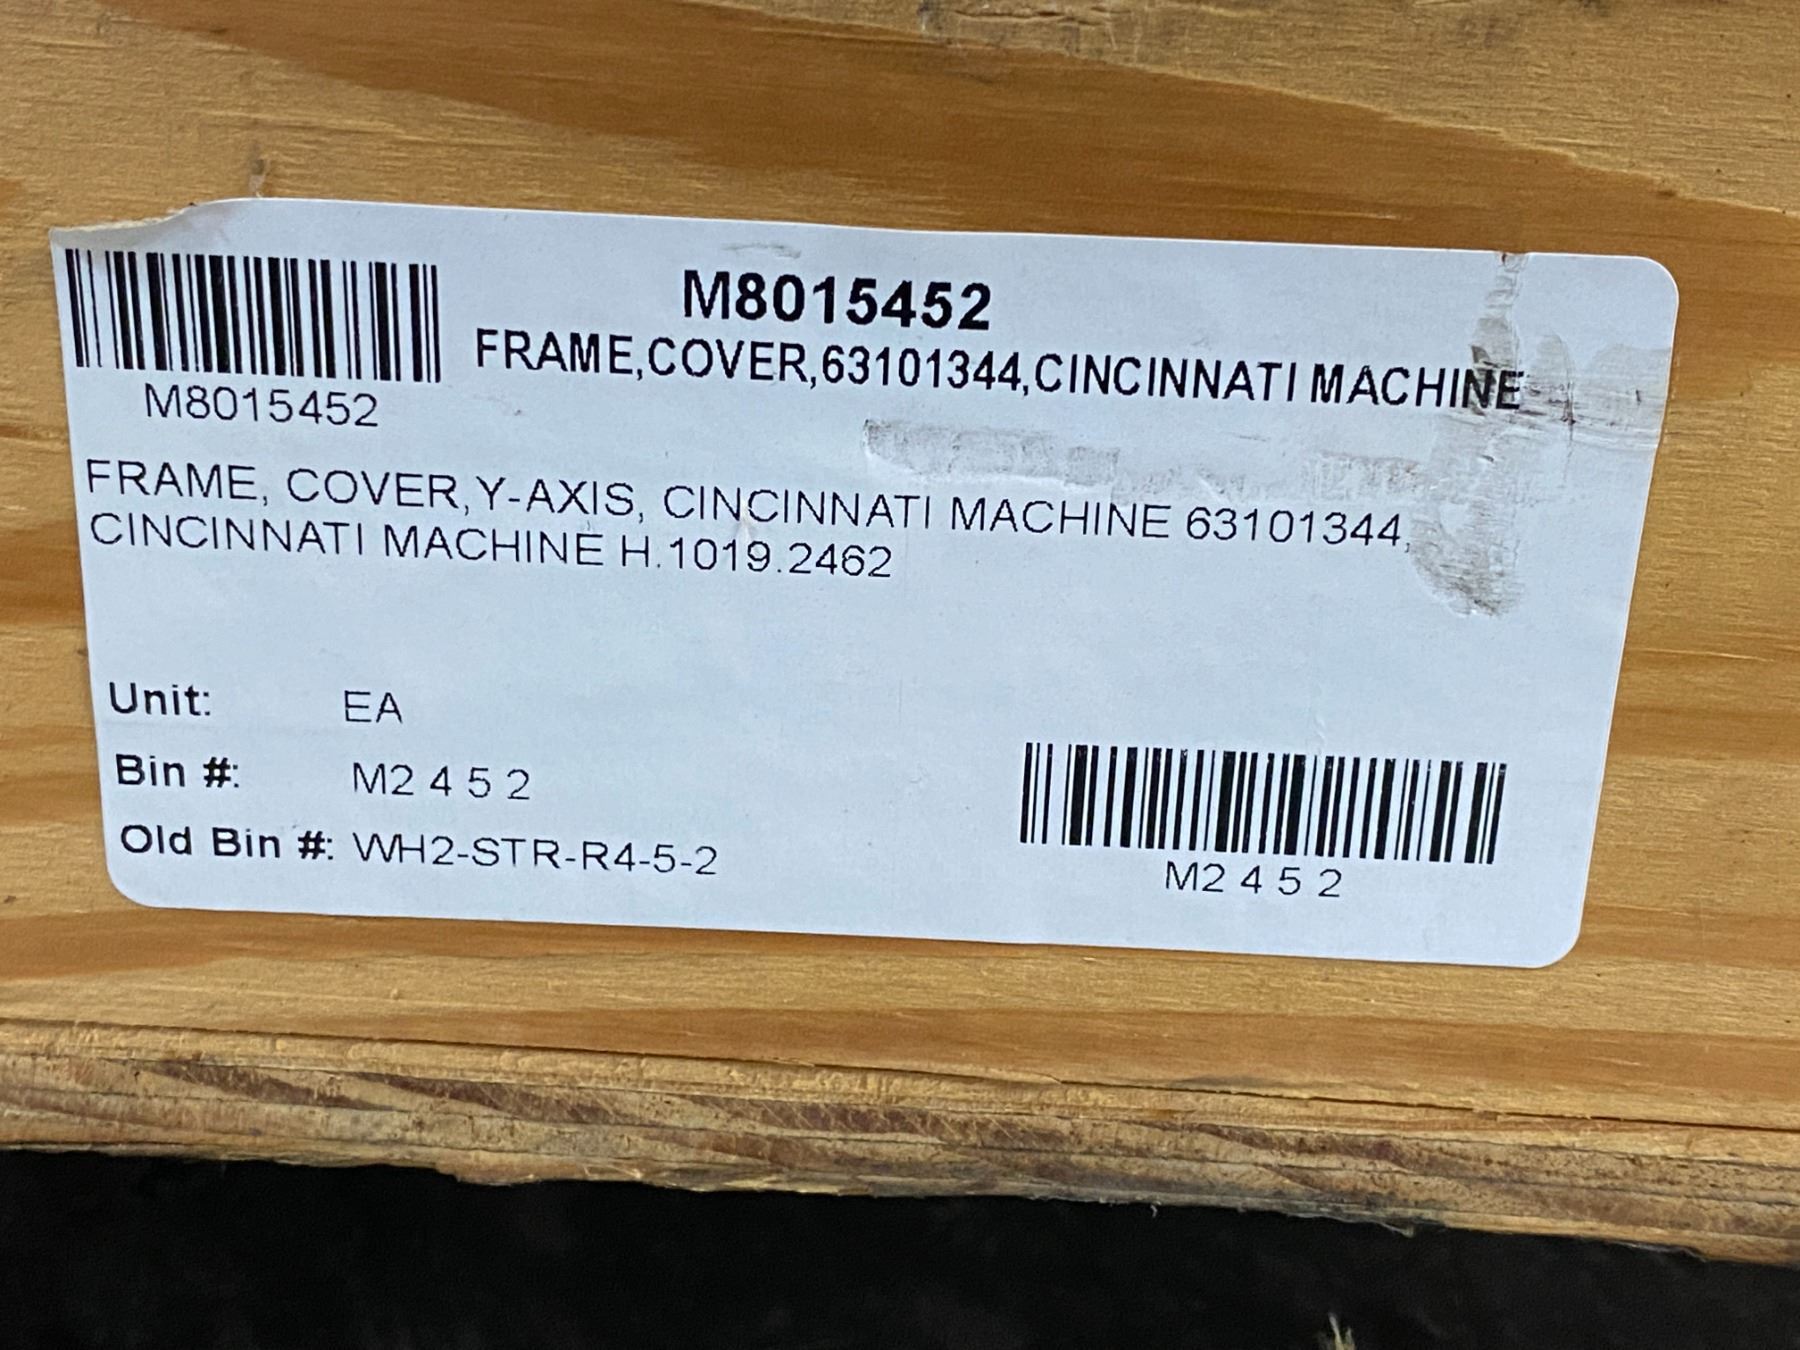 M8015452
FRAME,COVER,63101344,CINCINNATI MACHINE
M8015452
FRAME, COVER,Y-AXIS, CINCINNATI MACHINE 63101344,
CINCINNATI MACHINE H.1019.2462
Unit: EA
Bin #: M2 4 5 2
Old Bin #: WH2-STR-R4-5-2
M2 4 5 2